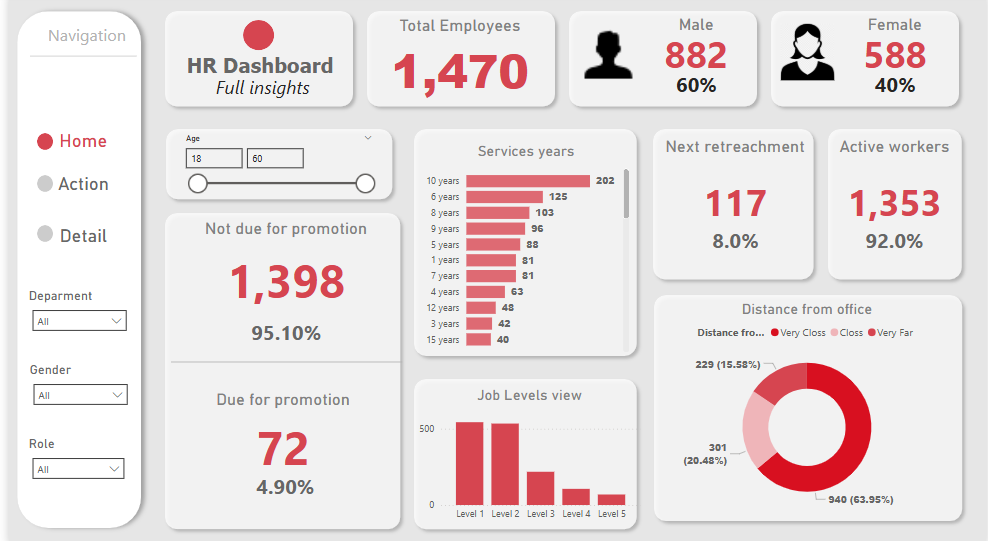 Navigation
Home
Action
Detail
Deparment
All
Gender
All
Role
All
HR Dashboard
Full insights
Total Employees
1,470
Male
882
60%
Female
588
40%
Age
18
60
Not due for promotion
1,398
95.10%
Due for promotion
72
4.90%
Services years
10 years 202
6 years 125
8 years 103
9 years 96
5 years 88
1 years 81
7 years 81
4 years 63
12 years 48
3 years 42
15 years 40
Job Levels view
500
0
Level 1 Level 2 Level 3 Level 4 Level 5
Next retreachment
117
8.0%
Active workers
1,353
92.0%
Distance from office
Distance fro... Very Closs Closs Very Far
229 (15.58%)
301
(20.48%)
940 (63.95%)